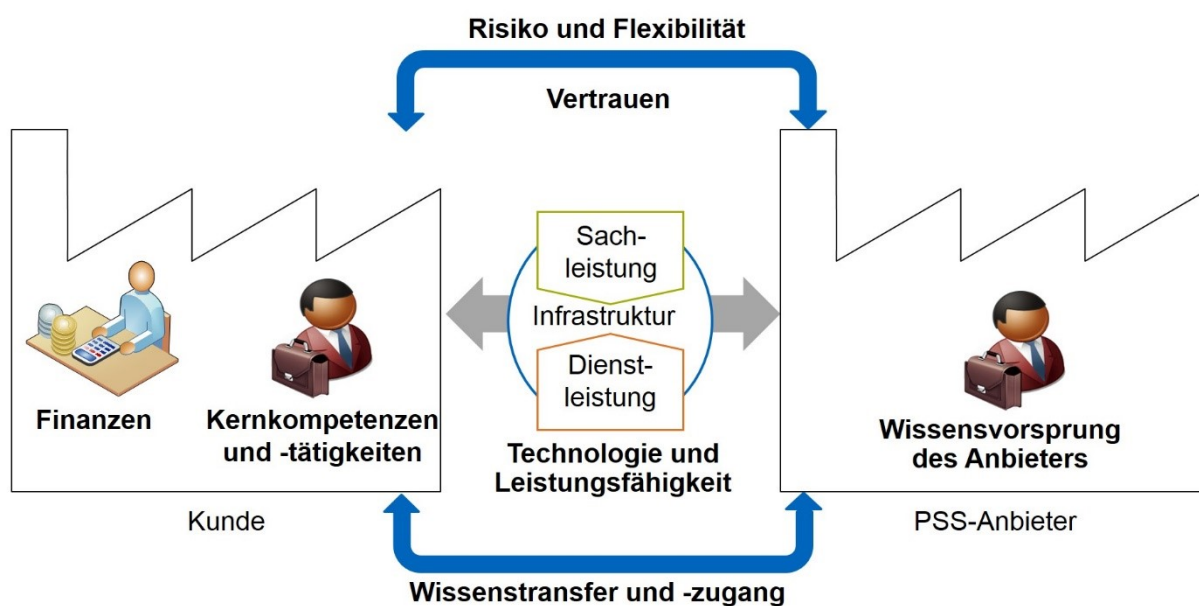 Risiko und Flexibilität
Vertrauen
Sach-
leistung
Infrastruktur
Dienst-
leistung
Finanzen
Kernkompetenzen
und -tätigkeiten
Technologie und
Leistungsfähigkeit
Wissensvorsprung
des Anbieters
Kunde
PSS-Anbieter
Wissenstransfer und -zugang